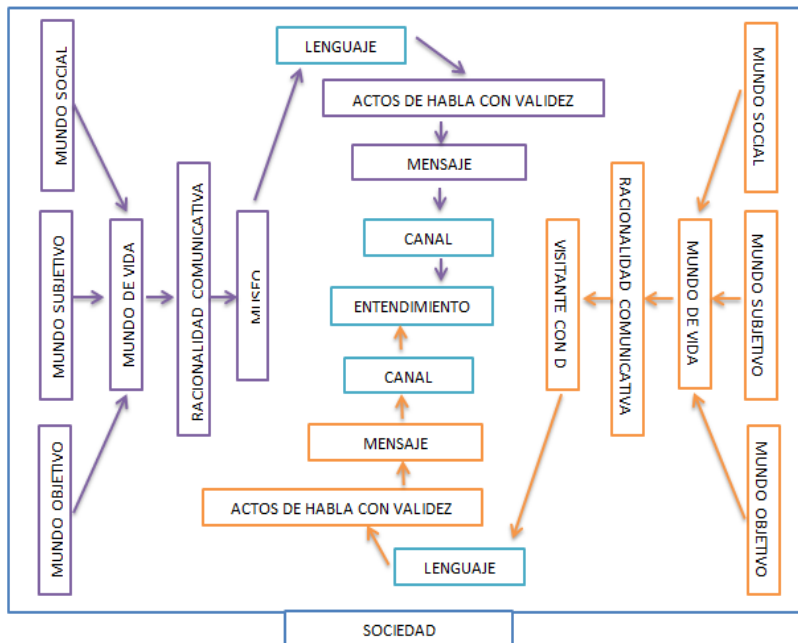 LENGUAJE
ACTOS DE HABLA CON VALIDEZ
MENSAJE
CANAL
ENTENDIMIENTO
CANAL
MENSAJE
ACTOS DE HABLA CON VALIDEZ
LENGUAJE
MUNDO SOCIAL
MUNDO SUBJETIVO
MUNDO OBJETIVO
MUNDO DE VIDA
RACIONALIDAD COMUNICATIVA
MUSEO
VISITANTE CON D
RACIONALIDAD COMUNICATIVA
MUNDO DE VIDA
MUNDO SOCIAL
MUNDO SUBJETIVO
MUNDO OBJETIVO
SOCIEDAD